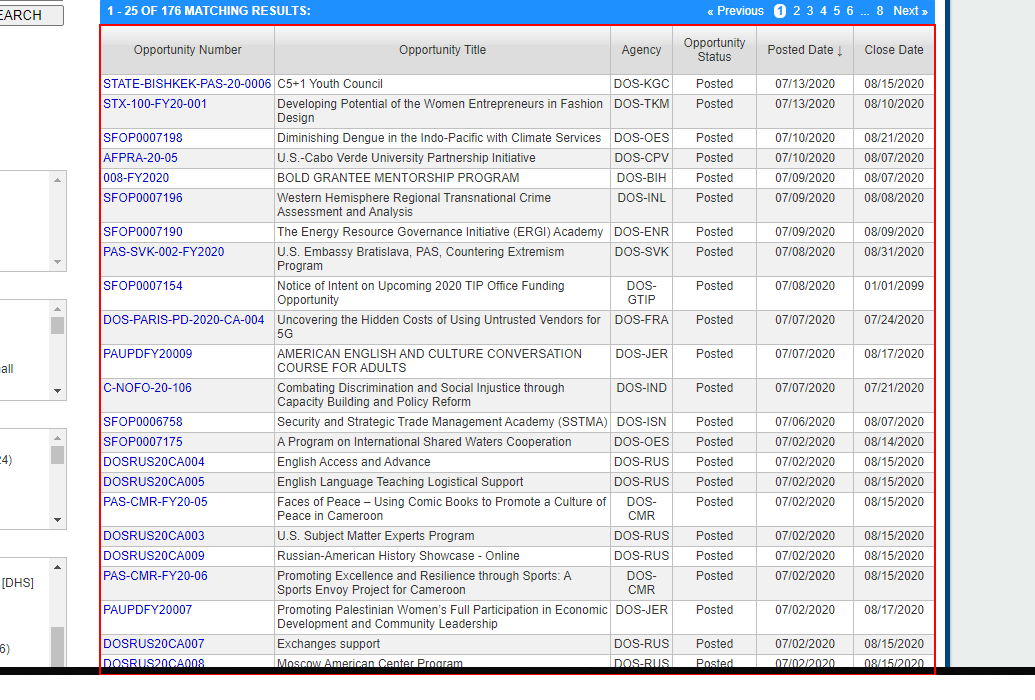 EARCH
1 - 25 OF 176 MATCHING RESULTS: « Previous 1 2 3 4 5 6 ... 8 Next »
Opportunity Number Opportunity Title Agency Opportunity Status Posted Date ↓ Close Date
STATE-BISHKEK-PAS-20-0006 C5+1 Youth Council DOS-KGC Posted 07/13/2020 08/15/2020
STX-100-FY20-001 Developing Potential of the Women Entrepreneurs in Fashion DOS-TKM Posted 07/13/2020 08/10/2020
Design
SFOP0007198 Diminishing Dengue in the Indo-Pacific with Climate Services DOS-OES Posted 07/10/2020 08/21/2020
AFPRA-20-05 U.S.-Cabo Verde University Partnership Initiative DOS-CPV Posted 07/10/2020 08/07/2020
008-FY2020 BOLD GRANTEE MENTORSHIP PROGRAM DOS-BIH Posted 07/09/2020 08/07/2020
SFOP0007196 Western Hemisphere Regional Transnational Crime DOS-INL Posted 07/09/2020 08/08/2020
Assessment and Analysis
SFOP0007190 The Energy Resource Governance Initiative (ERGI) Academy DOS-ENR Posted 07/09/2020 08/09/2020
PAS-SVK-002-FY2020 U.S. Embassy Bratislava, PAS, Countering Extremism DOS-SVK Posted 07/08/2020 08/31/2020
Program
SFOP0007154 Notice of Intent on Upcoming 2020 TIP Office Funding DOS- Posted 07/08/2020 01/01/2099
Opportunity GTIP
DOS-PARIS-PD-2020-CA-004 Uncovering the Hidden Costs of Using Untrusted Vendors for DOS-FRA Posted 07/07/2020 07/24/2020
5G
PAUPDFY20009 AMERICAN ENGLISH AND CULTURE CONVERSATION DOS-JER Posted 07/07/2020 08/17/2020
all COURSE FOR ADULTS
C-NOFO-20-106 Combating Discrimination and Social Injustice through DOS-IND Posted 07/07/2020 07/21/2020
Capacity Building and Policy Reform
SFOP0006758 Security and Strategic Trade Management Academy (SSTMA) DOS-ISN Posted 07/06/2020 08/07/2020
SFOP0007175 A Program on International Shared Waters Cooperation DOS-OES Posted 07/02/2020 08/14/2020
24) DOSRUS20CA004 English Access and Advance DOS-RUS Posted 07/02/2020 08/15/2020
DOSRUS20CA005 English Language Teaching Logistical Support DOS-RUS Posted 07/02/2020 08/15/2020
PAS-CMR-FY20-05 Faces of Peace – Using Comic Books to Promote a Culture of DOS- Posted 07/02/2020 08/15/2020
Peace in Cameroon CMR
DOSRUS20CA003 U.S. Subject Matter Experts Program DOS-RUS Posted 07/02/2020 08/15/2020
DOSRUS20CA009 Russian-American History Showcase - Online DOS-RUS Posted 07/02/2020 08/15/2020
PAS-CMR-FY20-06 Promoting Excellence and Resilience through Sports: A DOS- Posted 07/02/2020 08/15/2020
[DHS] Sports Envoy Project for Cameroon CMR
PAUPDFY20007 Promoting Palestinian Women’s Full Participation in Economic DOS-JER Posted 07/02/2020 08/17/2020
Development and Community Leadership
6) DOSRUS20CA007 Exchanges support DOS-RUS Posted 07/02/2020 08/15/2020
DOSRUS20CA008 Moscow American Center Program DOS-RUS Posted 07/02/2020 08/15/2020